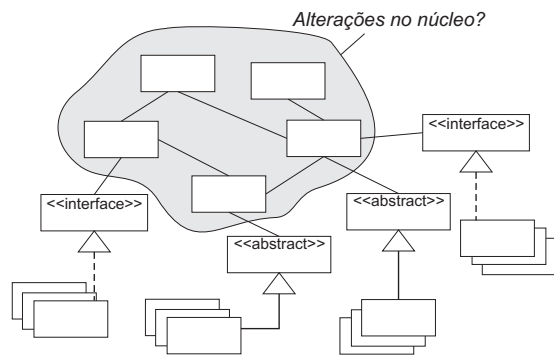 Alterações no núcleo?
<<interface>>
<<interface>>
<<abstract>>
<<abstract>>